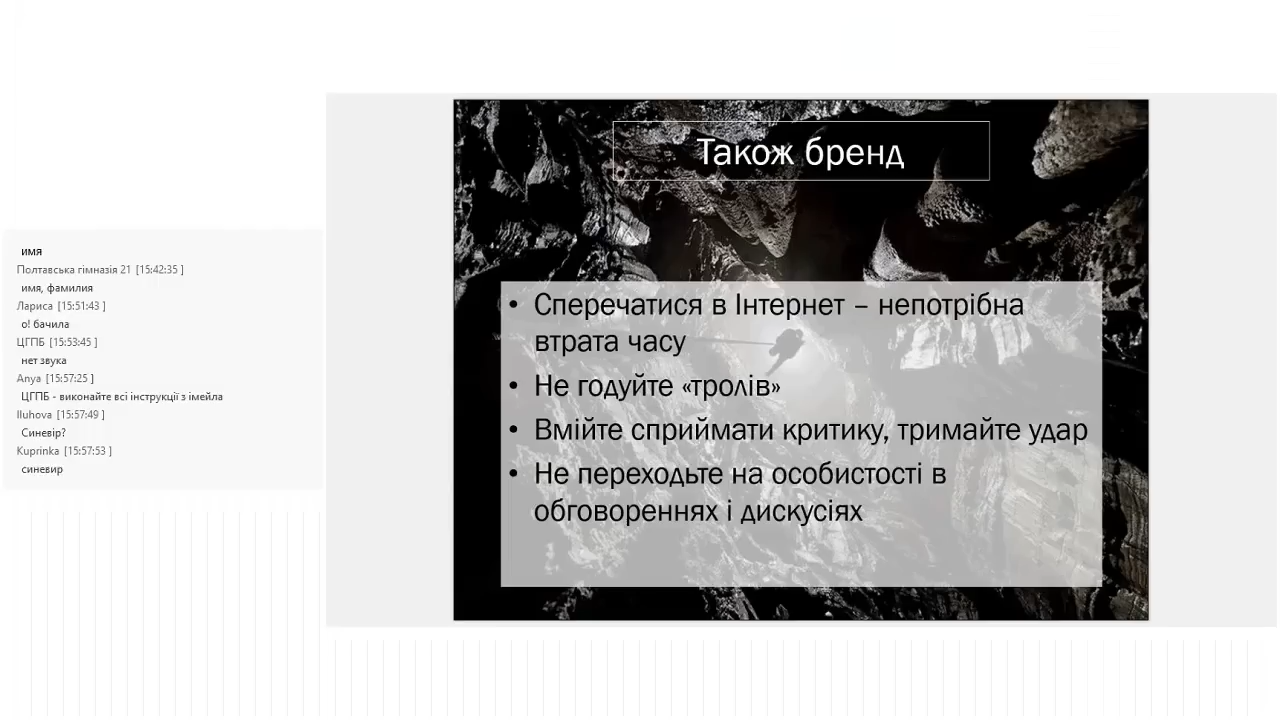 имя
Полтавська гімназія 21 [15:42:35 ]
имя, фамилия
Лариса [15:51:43 ]
о! бачила
ЦГПБ [15:53:45 ]
нет звука
Anya [15:57:25 ]
ЦГПБ - виконайте всі інструкції з імейла
Iluhova [15:57:49 ]
Синевір?
Kuprinka [15:57:53 ]
синевир
Також бренд
• Сперечатися в Інтернет – непотрібна
втрата часу
• Не годуйте «тролів»
• Вмійте сприймати критику, тримайте удар
• Не переходьте на особистості в
обговореннях і дискусіях